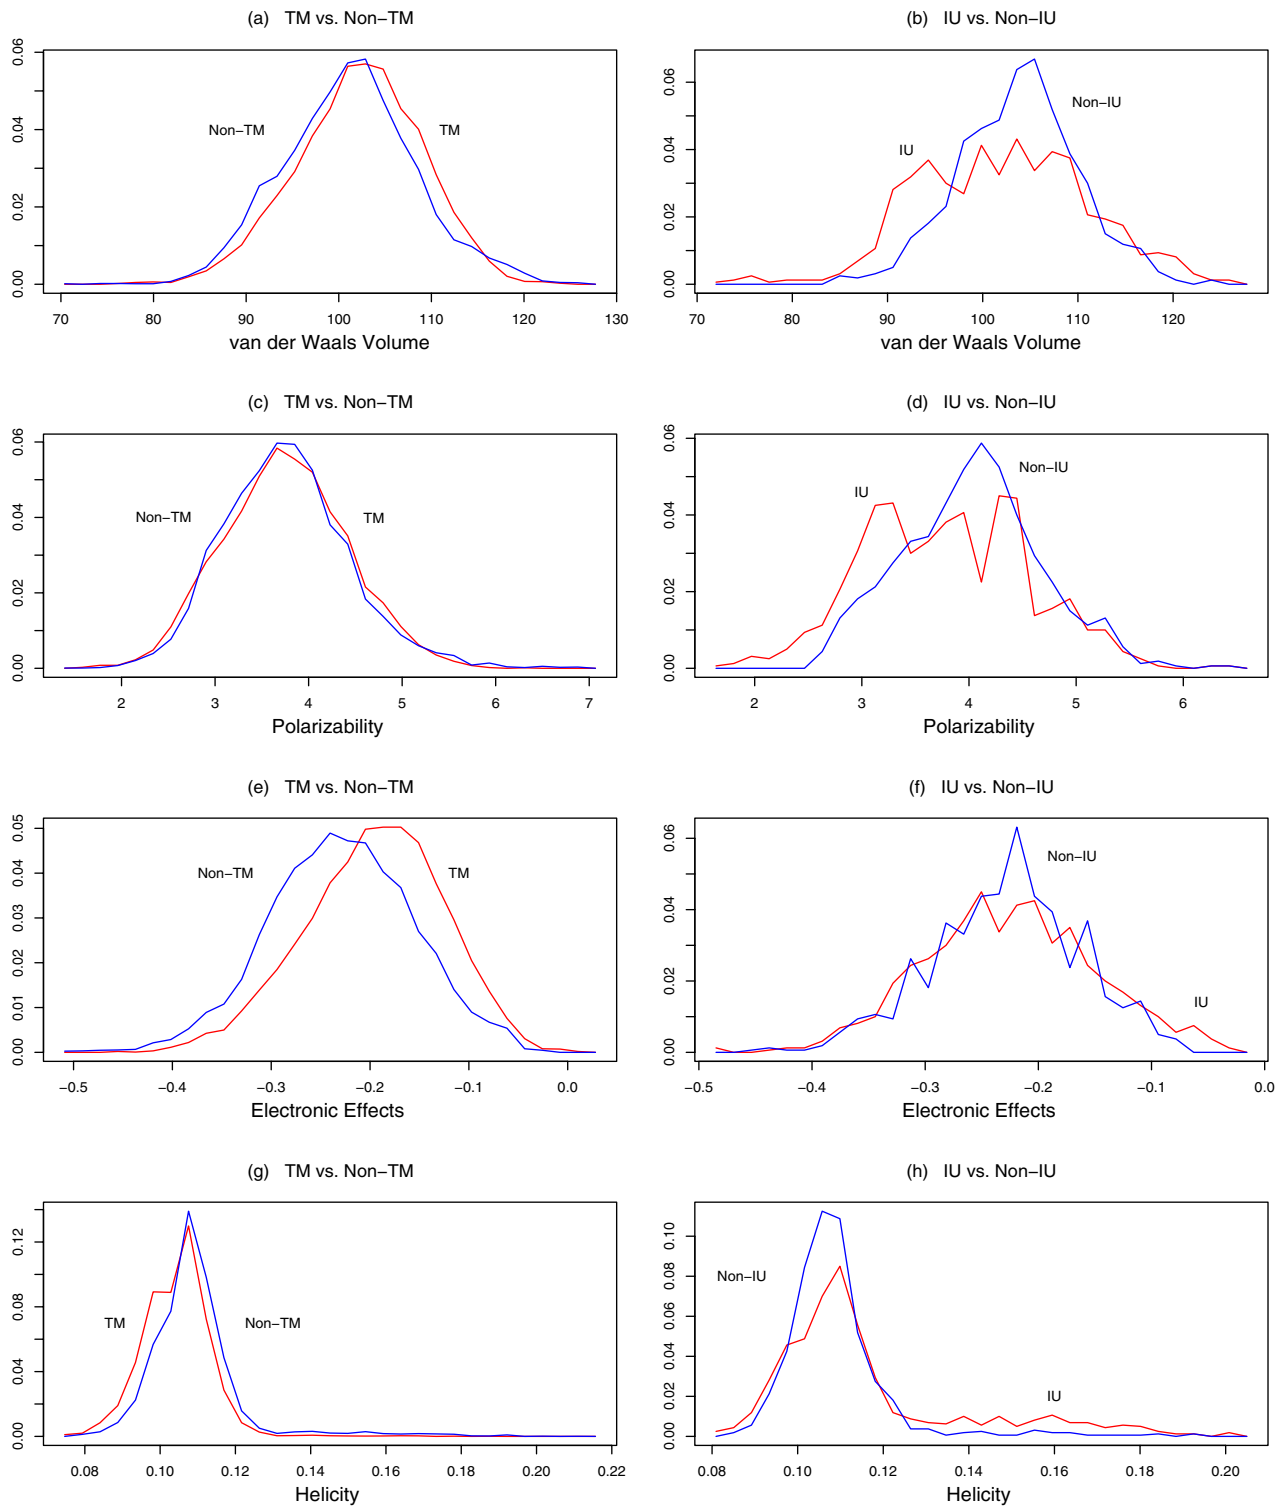 (a) TM vs. Non−TM
0.06
0.04
0.02
0.00
Non−TM
TM
70 80 90 100 110 120 130
van der Waals Volume
(b) IU vs. Non−IU
0.06
0.04
0.02
0.00
IU
Non−IU
70 80 90 100 110 120
van der Waals Volume
(c) TM vs. Non−TM
0.06
0.04
0.02
0.00
Non−TM
TM
2 3 4 5 6 7
Polarizability
(d) IU vs. Non−IU
0.06
0.04
0.02
0.00
IU
Non−IU
2 3 4 5 6
Polarizability
(e) TM vs. Non−TM
0.05
0.04
0.03
0.02
0.01
0.00
Non−TM
TM
−0.5 −0.4 −0.3 −0.2 −0.1 0.0
Electronic Effects
(f) IU vs. Non−IU
0.06
0.04
0.02
0.00
Non−IU
IU
−0.5 −0.4 −0.3 −0.2 −0.1 0.0
Electronic Effects
(g) TM vs. Non−TM
0.12
0.08
0.04
0.00
TM
Non−TM
0.08 0.10 0.12 0.14 0.16 0.18 0.20 0.22
Helicity
(h) IU vs. Non−IU
0.10
0.08
0.06
0.04
0.02
0.00
Non−IU
IU
0.08 0.10 0.12 0.14 0.16 0.18 0.20
Helicity